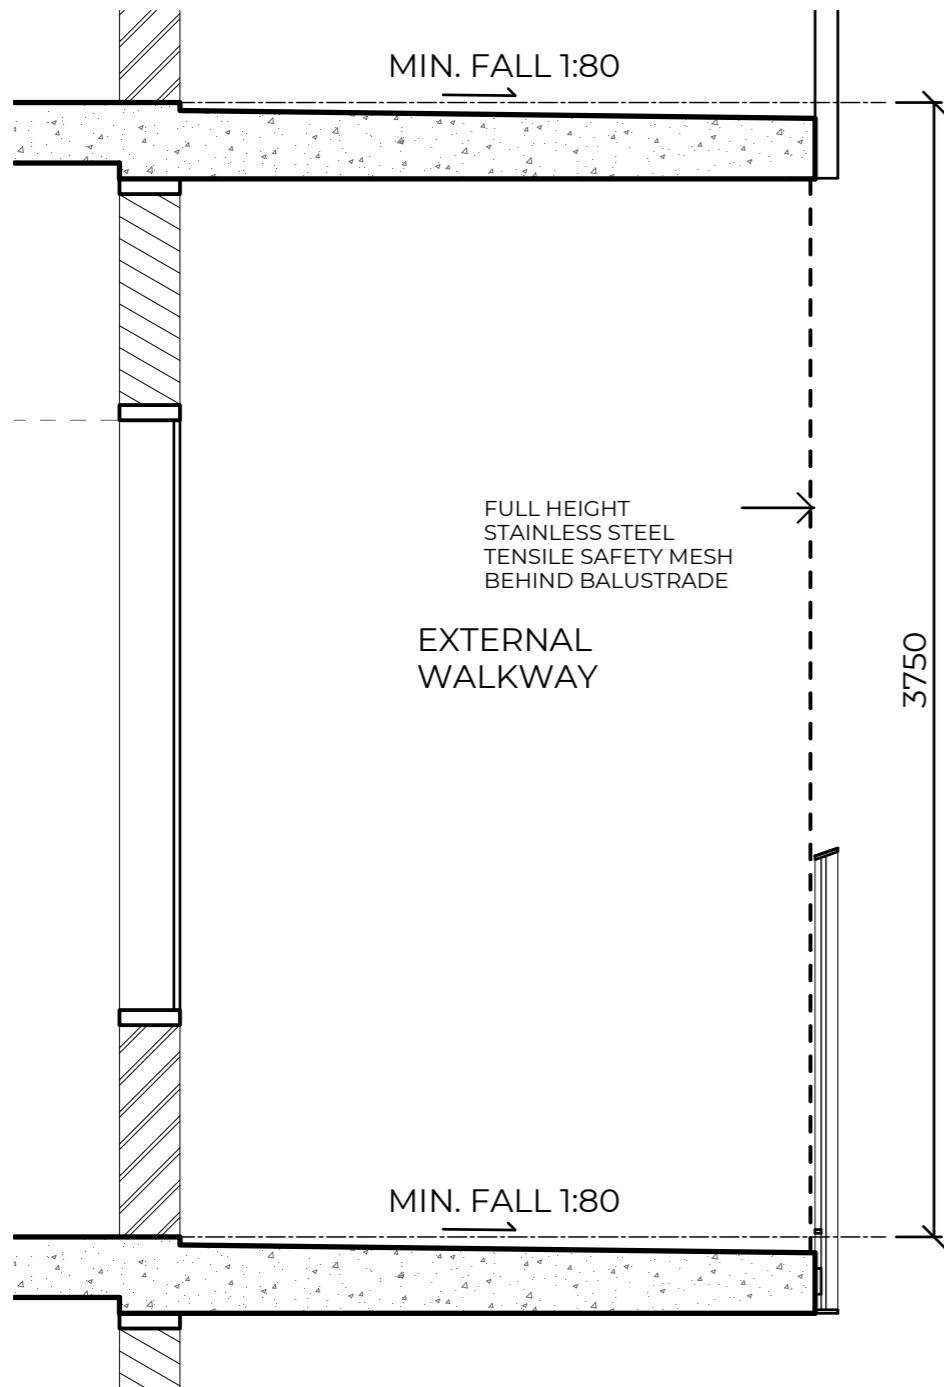 MIN. FALL 1:80
FULL HEIGHT
STAINLESS STEEL
TENSILE SAFETY MESH
BEHIND BALUSTRADE
EXTERNAL
WALKWAY
3750
MIN. FALL 1:80